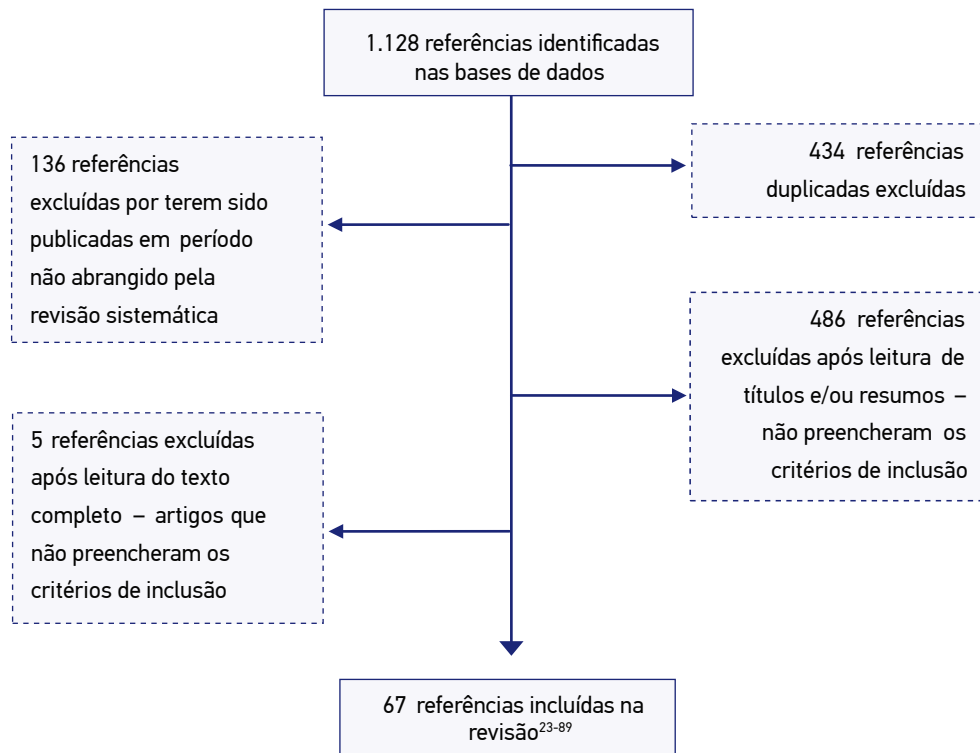 1.128 referências identificadas
nas bases de dados
434 referências
duplicadas excluídas
136 referências
excluídas por terem sido
publicadas em período
não abrangido pela
revisão sistemática
486 referências
excluídas após leitura de
títulos e/ou resumos –
não preencheram os
critérios de inclusão
5 referências excluídas
após leitura do texto
completo – artigos que
não preencheram os
critérios de inclusão
67 referências incluídas na
revisão23-89